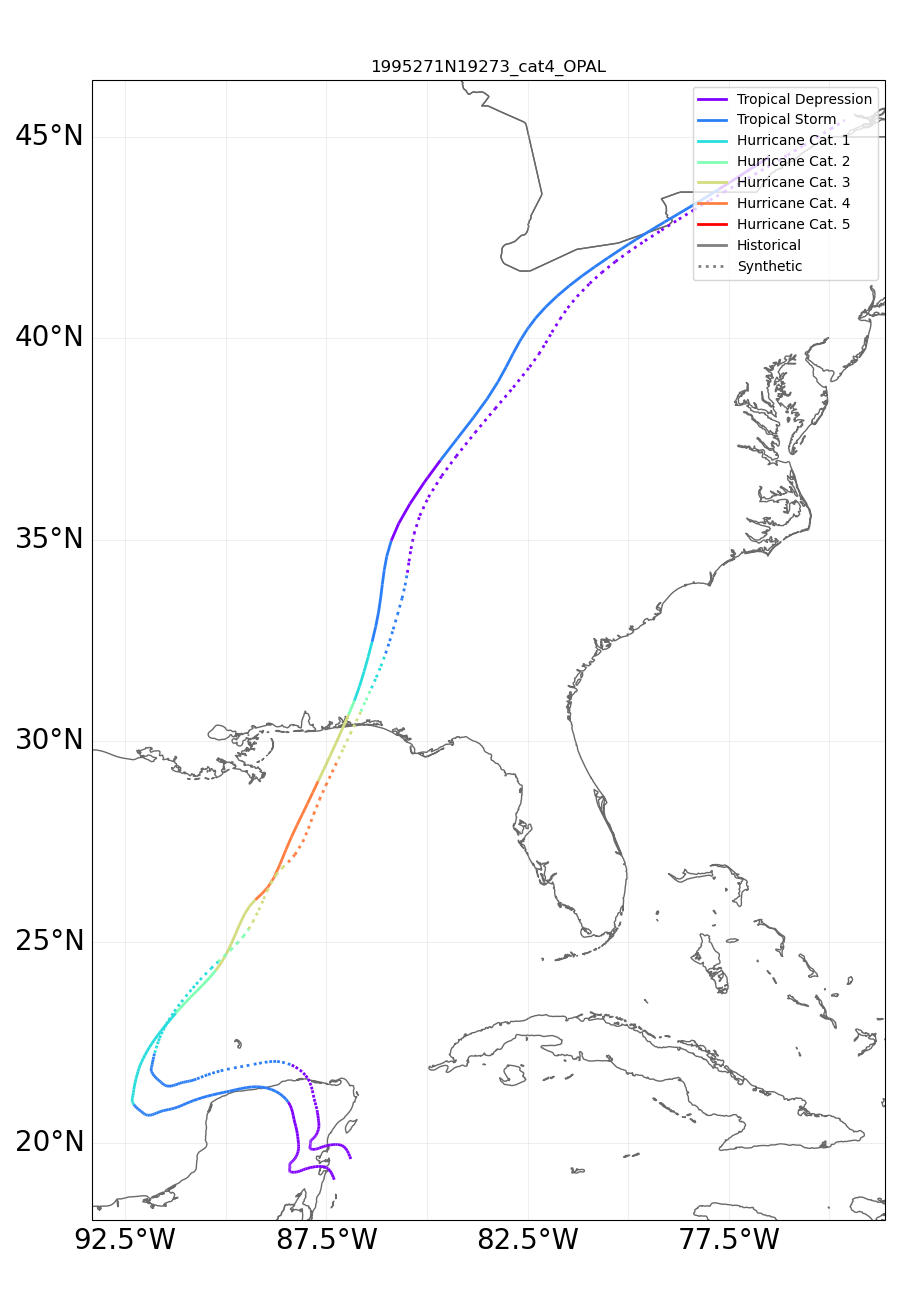 1995271N19273_cat4_OPAL
Tropical Depression
Tropical Storm
Hurricane Cat. 1
Hurricane Cat. 2
Hurricane Cat. 3
Hurricane Cat. 4
Hurricane Cat. 5
Historical
Synthetic
45°N
40°N
35°N
30°N
25°N
20°N
92.5°W 87.5°W 82.5°W 77.5°W